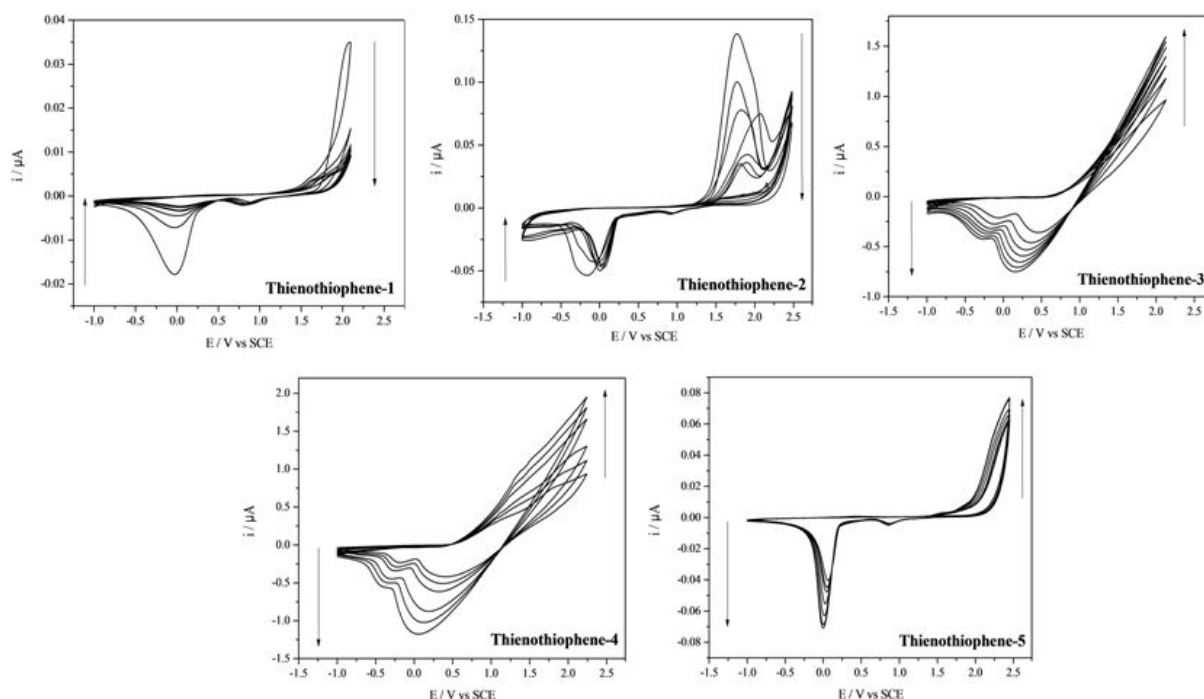 0.04
0.03
0.02
0.01
0.00
-0.01
-0.02
i / µA
-1.0 -0.5 0.0 0.5 1.0 1.5 2.0 2.5
E / V vs SCE
Thienothiophene-1
0.15
0.10
0.05
0.00
-0.05
i / µA
-1.5 -1.0 -0.5 0.0 0.5 1.0 1.5 2.0 2.5
E / V vs SCE
Thienothiophene-2
1.5
1.0
0.5
0.0
-0.5
-1.0
i / µA
-1.5 -1.0 -0.5 0.0 0.5 1.0 1.5 2.0 2.5
E / V vs SCE
Thienothiophene-3
2.0
1.5
1.0
0.5
0.0
-0.5
-1.0
-1.5
i / µA
-1.5 -1.0 -0.5 0.0 0.5 1.0 1.5 2.0 2.5
E / V vs SCE
Thienothiophene-4
0.08
0.06
0.04
0.02
0.00
-0.02
-0.04
-0.06
-0.08
i / µA
-1.5 -1.0 -0.5 0.0 0.5 1.0 1.5 2.0 2.5
E / V vs SCE
Thienothiophene-5